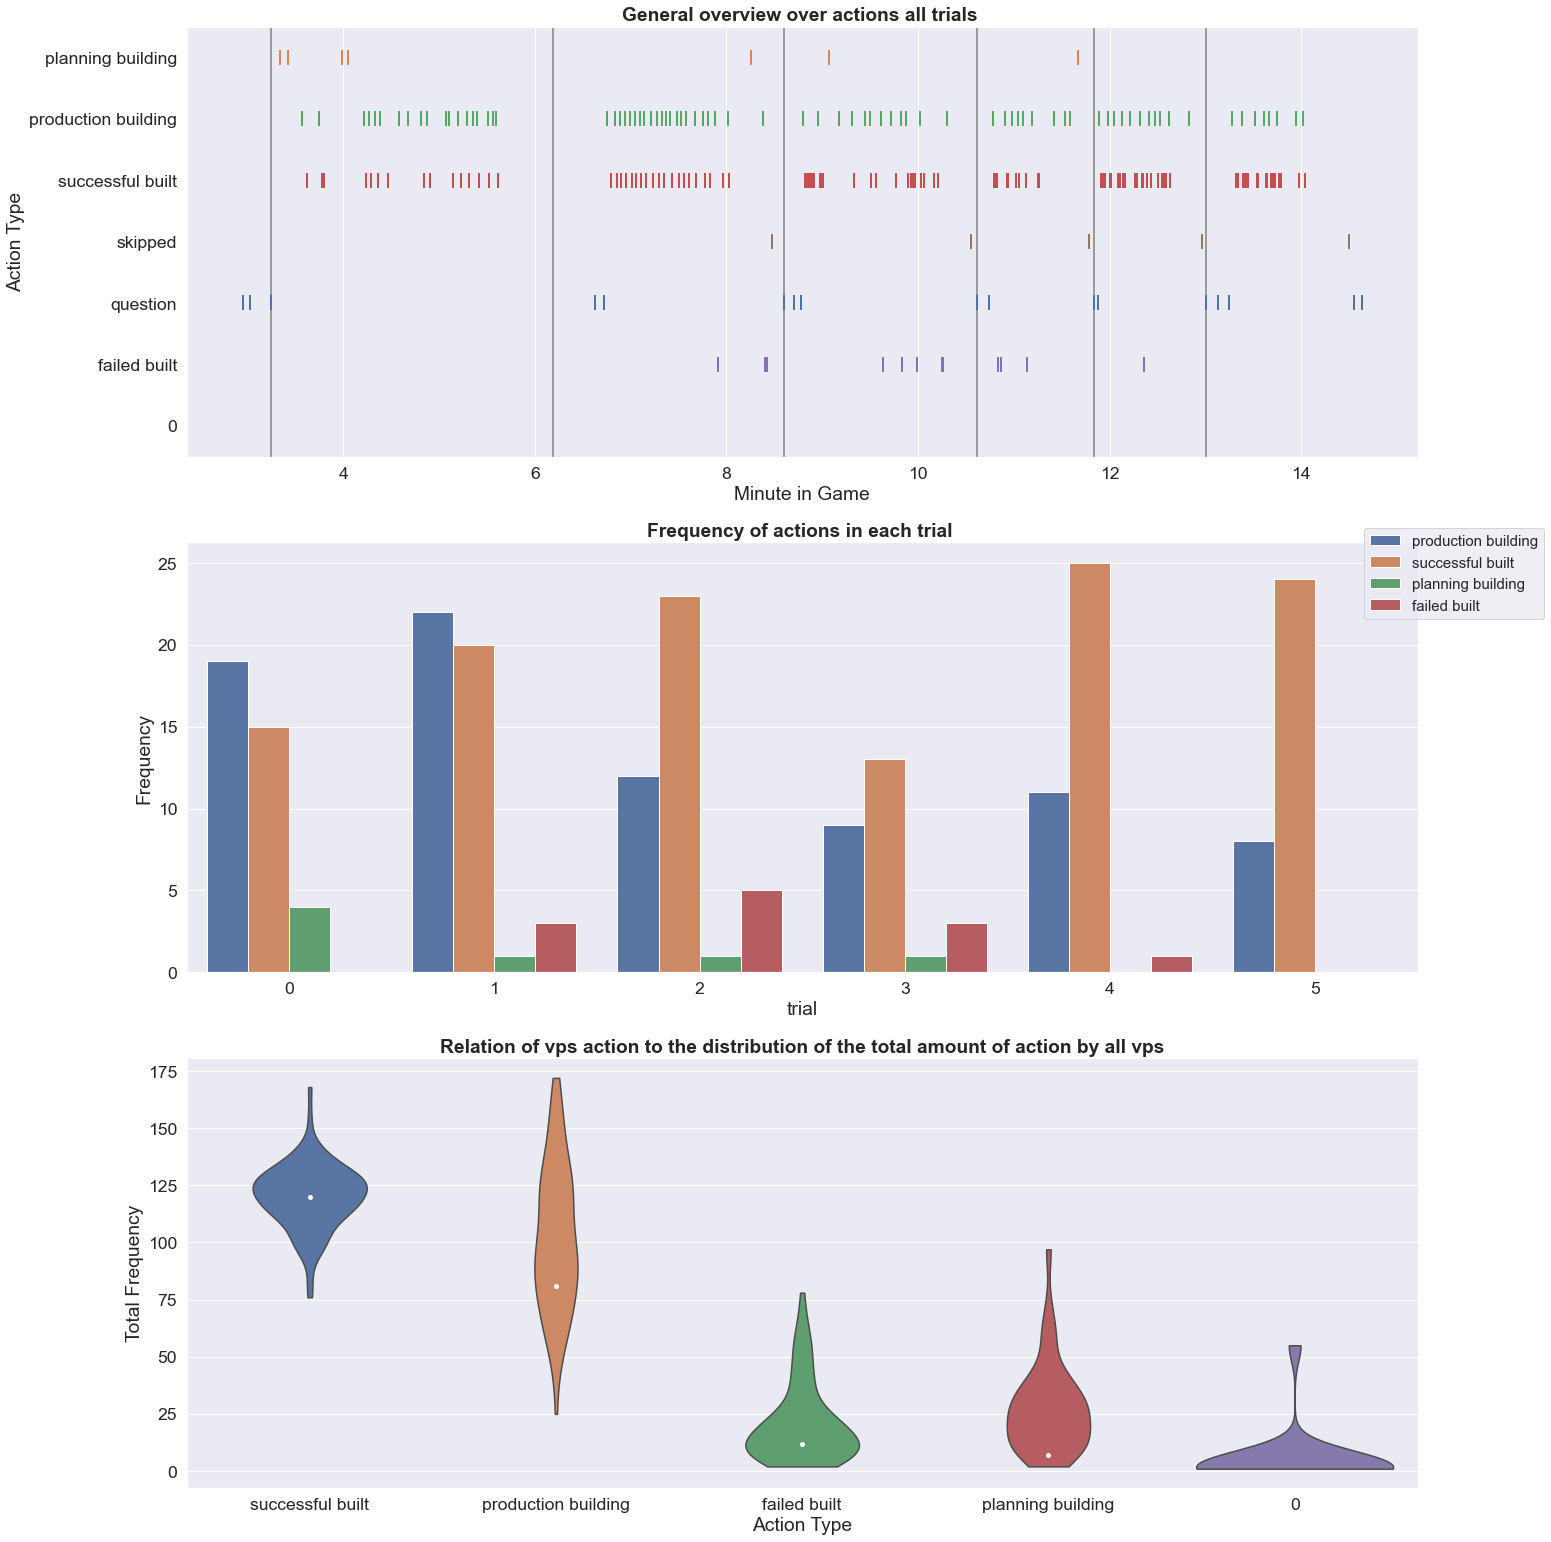 General overview over actions all trials
planning building
production building
successful built
skipped
question
failed built
0
Action Type
4 6 8 10 12 14
Minute in Game
Frequency of actions in each trial
production building
successful built
planning building
failed built
25
20
15
10
5
0
Frequency
0 1 2 3 4 5
trial
Relation of vps action to the distribution of the total amount of action by all vps
175
150
125
100
75
50
25
0
Total Frequency
successful built production building failed built planning building 0
Action Type